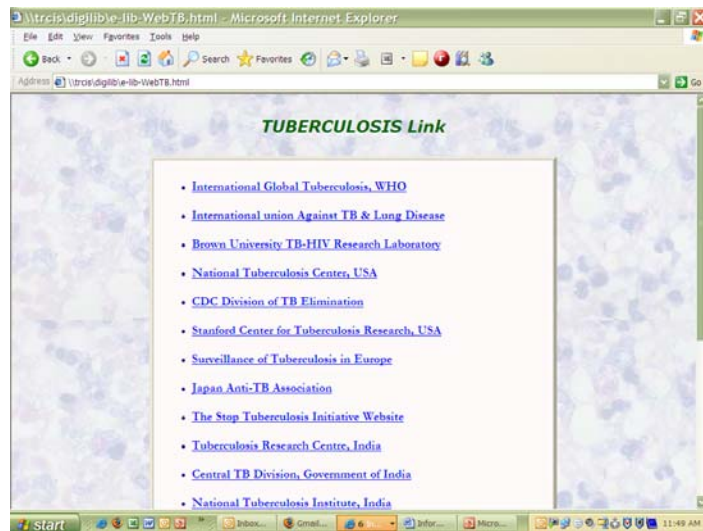 \\trcis\digilib\e-lib-WebTB.html - Microsoft Internet Explorer
File Edit View Favorites Tools Help
Back Search Favorites
Address \\trcis\digilib\e-lib-WebTB.html Go
TUBERCULOSIS Link
International Global Tuberculosis, WHO
International union Against TB & Lung Disease
Brown University TB-HIV Research Laboratory
National Tuberculosis Center, USA
CDC Division of TB Elimination
Stanford Center for Tuberculosis Research, USA
Surveillance of Tuberculosis in Europe
Japan Anti-TB Association
The Stop Tuberculosis Initiative Website
Tuberculosis Research Centre, India
Central TB Division, Government of India
National Tuberculosis Institute, India
start Inbox... Gmail... 6 Infor... Micro... 11:49 AM